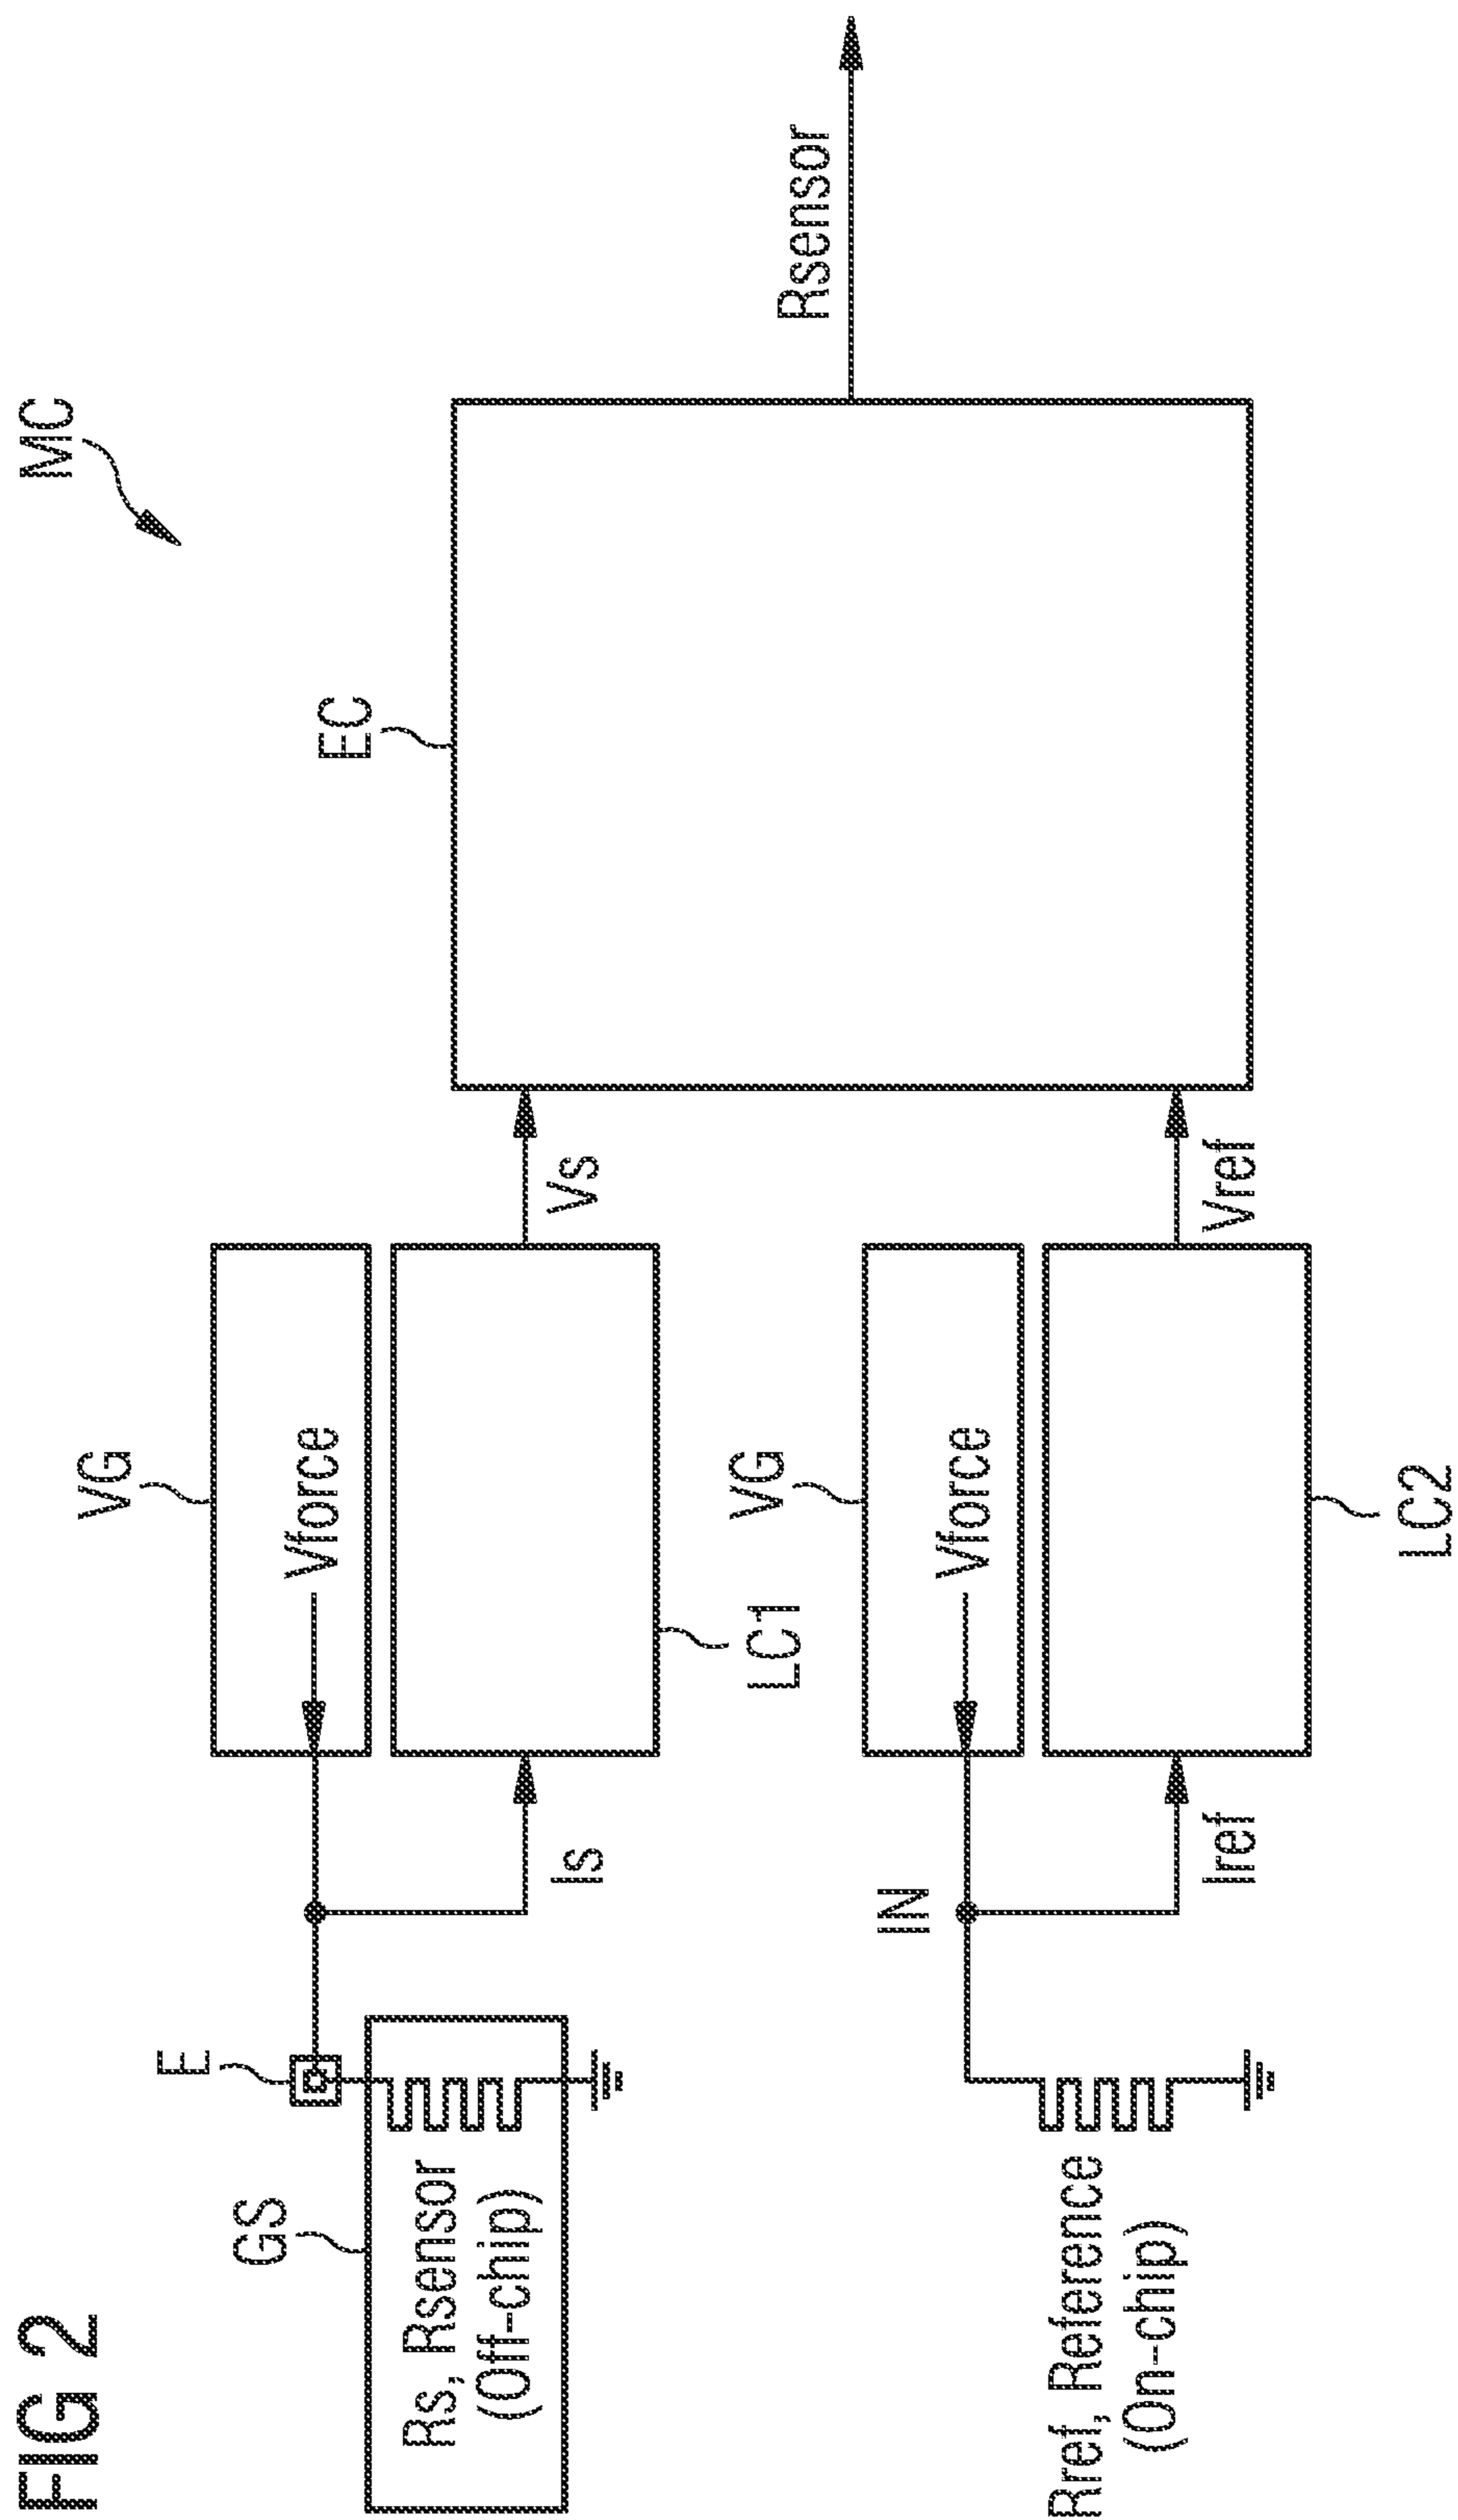 FIG 2
MC
GS
E
VG
EC
Vforce
Rs, Rsensor
(Off-chip)
Is
Vs
LC1
Rsensor
IN
VG
Vforce
Rref, Reference
(On-chip)
Iref
Vref
LC2